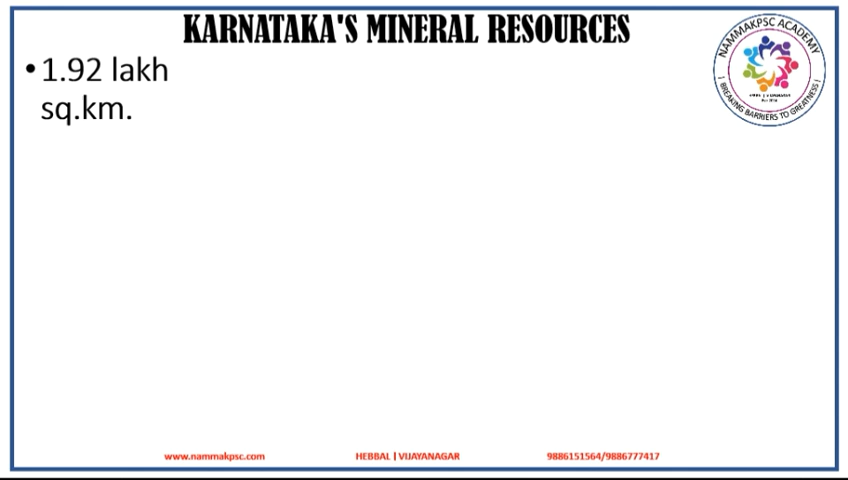 KARNATAKA'S MINERAL RESOURCES
• 1.92 lakh
sq.km.
NAMMAKPSC ACADEMY
| BREAKING BARRIERS TO GREATNESS |
www.nammakpsc.com
HEBBAL | VIJAYANAGAR
9886151564/9886777417